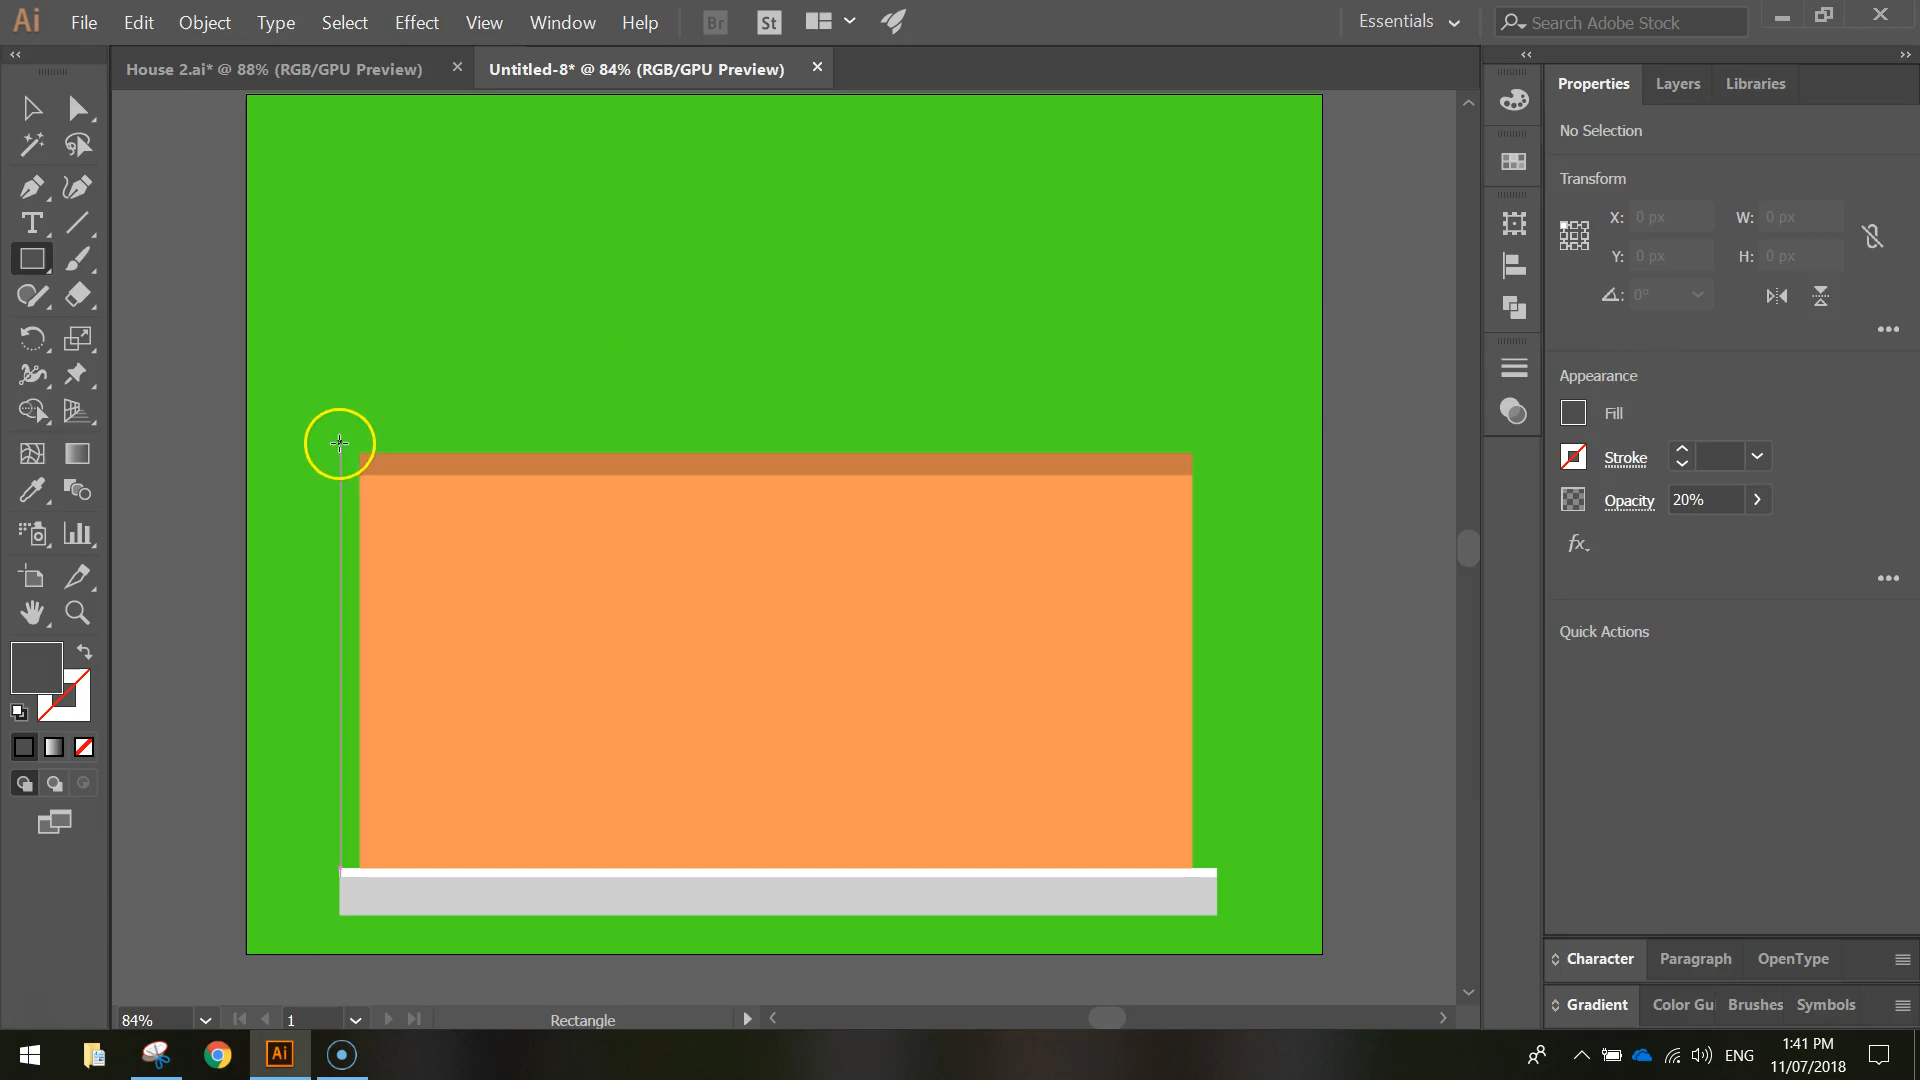 Ai File Edit Object Type Select Effect View Window Help Br St Essentials Search Adobe Stock
House 2.ai* @ 88% (RGB/GPU Preview) Untitled-8* @ 84% (RGB/GPU Preview)
Properties Layers Libraries
No Selection
Transform
X: 0 px W: 0 px
Y: 0 px H: 0 px
0°
Appearance
Fill
Stroke
Opacity 20%
fx.
Quick Actions
T
Character Paragraph OpenType
Gradient Color Gui Brushes Symbols
84% 1 Rectangle
Ai ENG
1:41 PM
11/07/2018